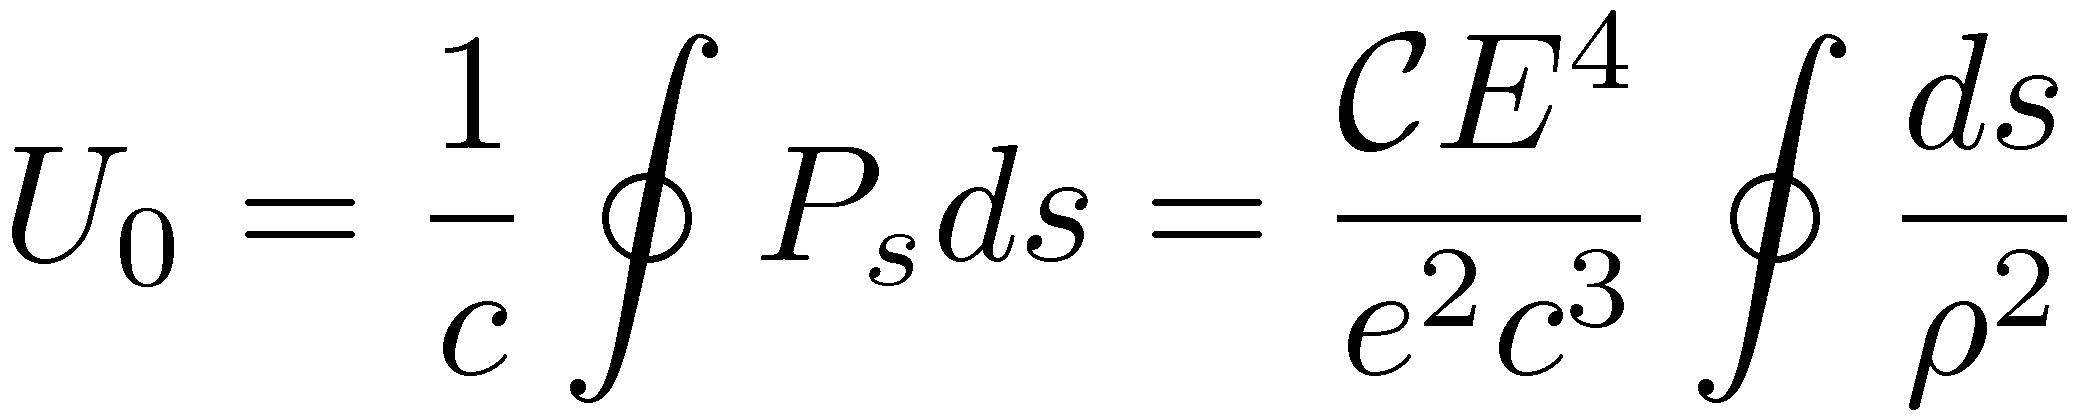 $U_0 = \frac{1}{c} \oint P_s ds = \frac{\mathcal{C} E^4}{e^2 c^3} \oint \frac{ds}{\rho^2}$